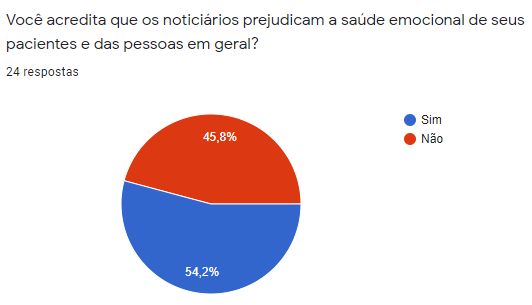 Você acredita que os noticiários prejudicam a saúde emocional de seus
pacientes e das pessoas em geral?
24 respostas
Sim
Não
45,8%
54,2%